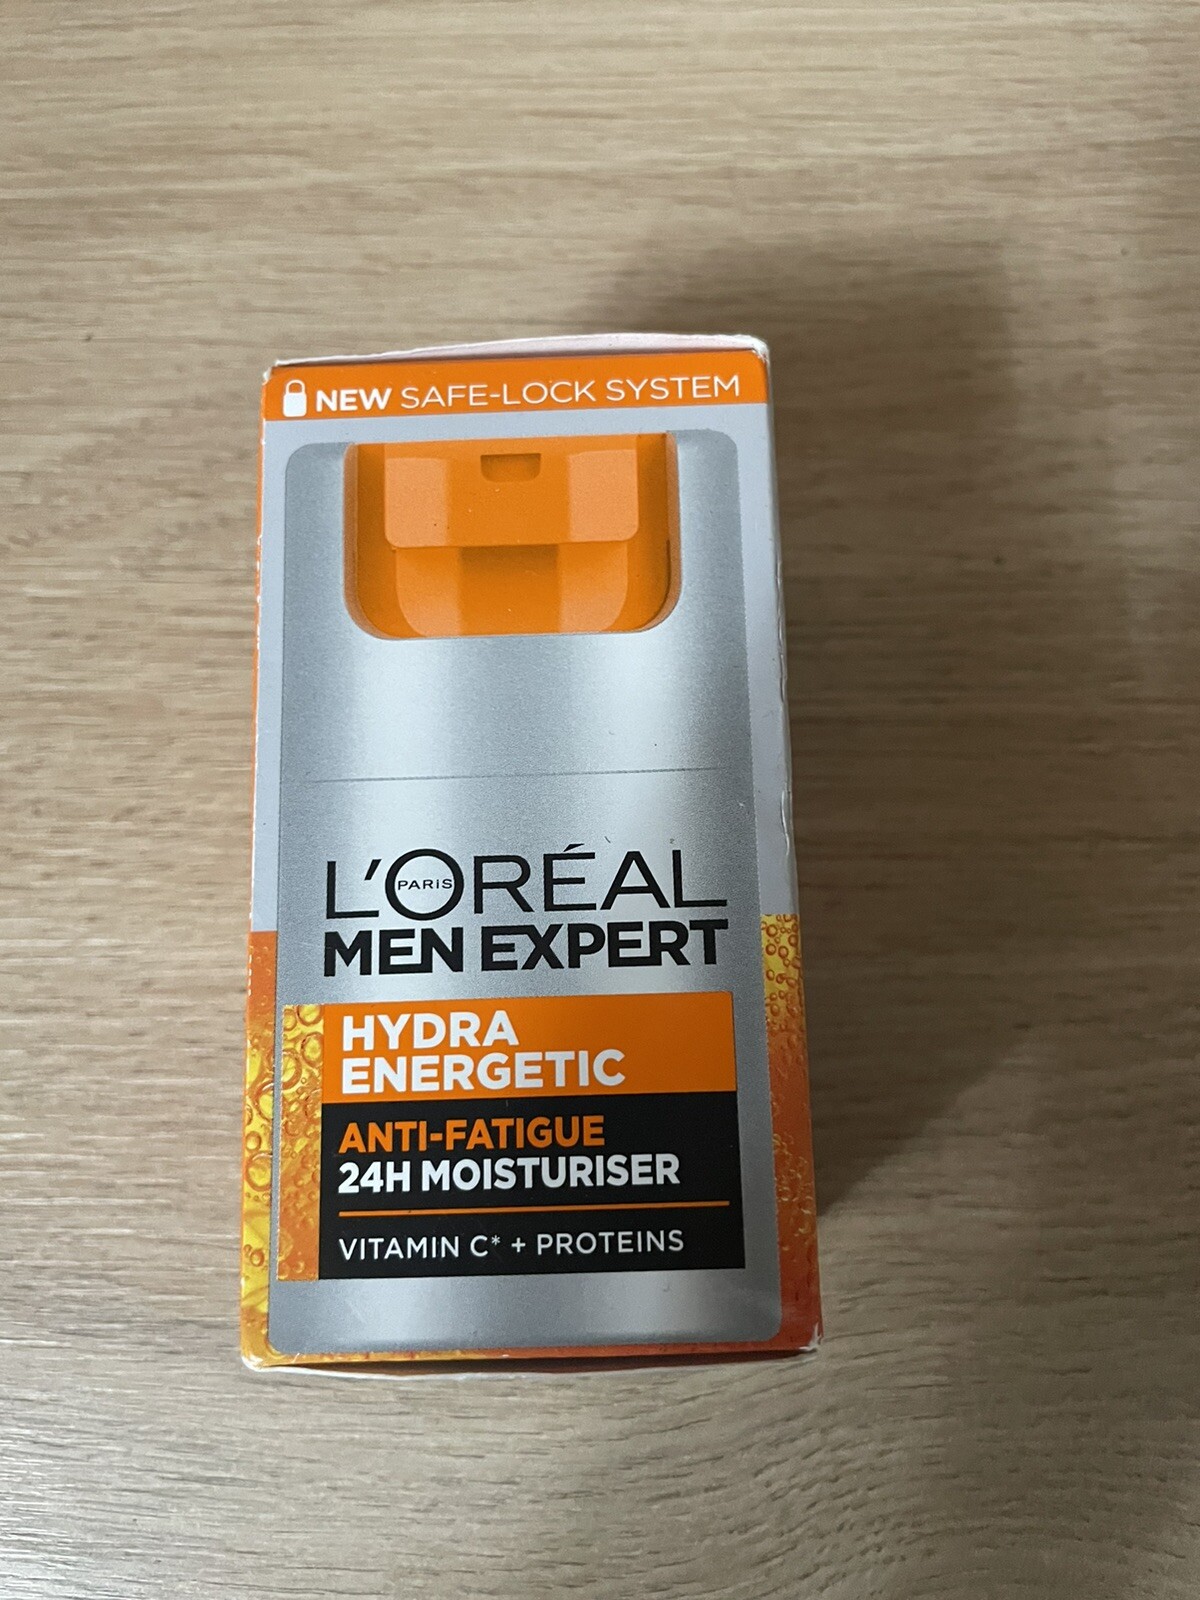 NEW SAFE-LOCK SYSTEM
L'ORÉAL
PARIS
MEN EXPERT
HYDRA
ENERGETIC
ANTI-FATIGUE
24H MOISTURISER
VITAMIN C* + PROTEINS